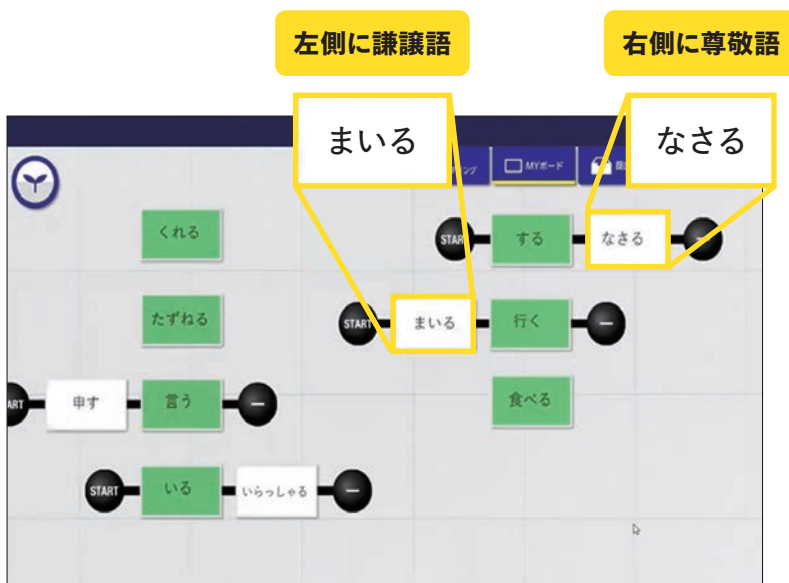 左側に謙譲語
右側に尊敬語
まいる
なさる
MYボード
くれる
START
する
なさる
たずねる
START
まいる
行く
申す
言う
食べる
START
いる
いらっしゃる